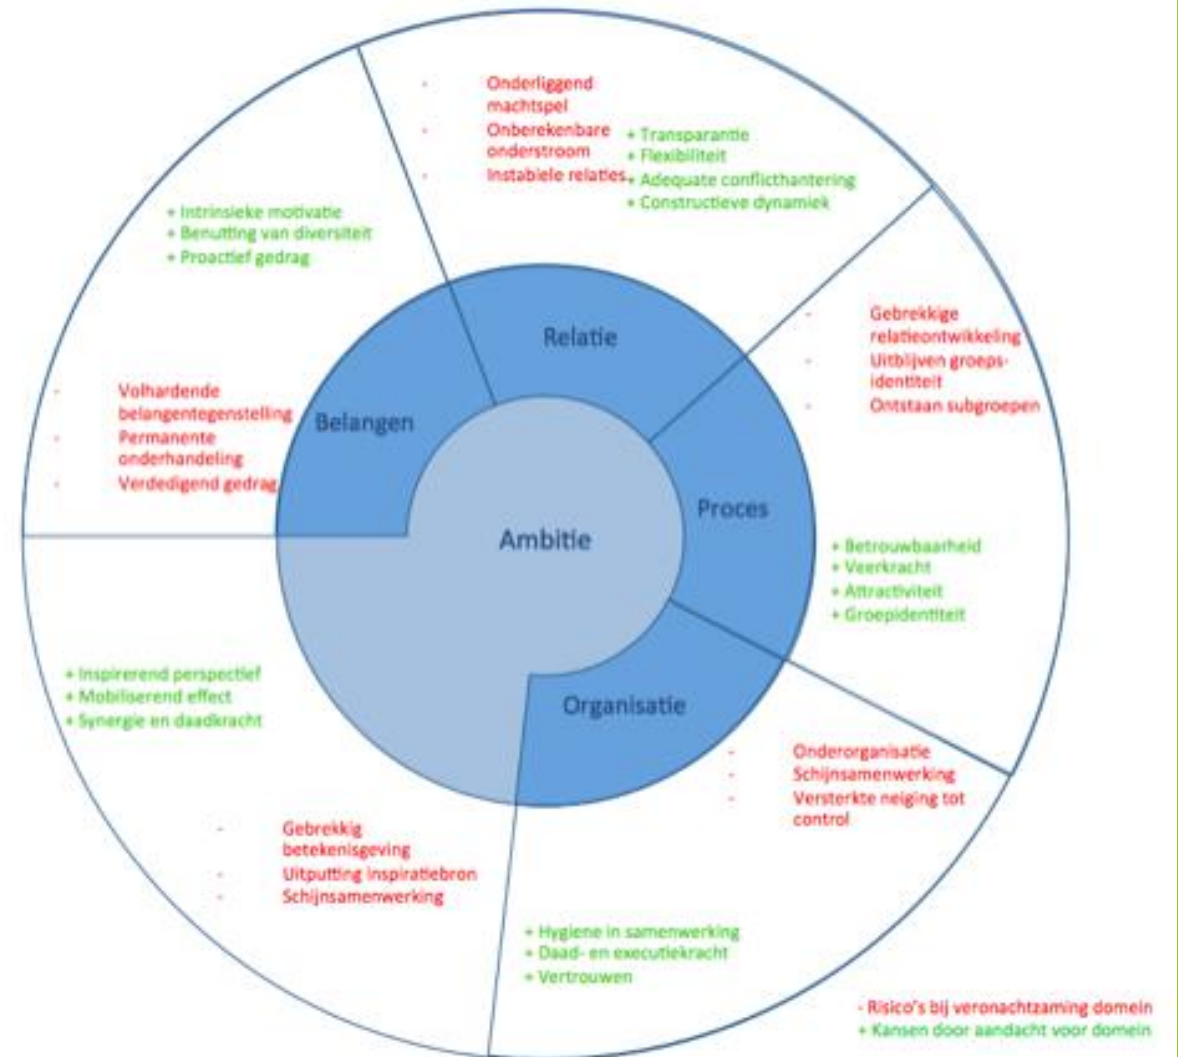 - Onderliggend
machtspel
- Onberekenbare
onderstroom
- Instabiele relaties
+ Transparantie
+ Flexibiliteit
+ Adequate conflicthantering
+ Constructieve dynamiek
+ Intrinsieke motivatie
+ Benutting van diversiteit
+ Proactief gedrag
- Volhardende
belangentegenstelling
- Permanente
onderhandeling
- Verdedigend gedrag
Relatie
Belangen
Proces
Ambitie
Organisatie
- Gebrekkige
relatieontwikkeling
- Uitblijven groeps-
identiteit
- Ontstaan subgroepen
+ Betrouwbaarheid
+ Veerkracht
+ Attractiviteit
+ Groepidentiteit
+ Inspirerend perspectief
+ Mobiliserend effect
+ Synergie en daadkracht
- Gebrekkig
betekenisgeving
- Uitputting inspiratiebron
- Schijnsamenwerking
- Onderorganisatie
- Schijnsamenwerking
- Versterkte neiging tot
control
+ Hygiene in samenwerking
+ Daad- en executiekracht
+ Vertrouwen
- Risico's bij veronachtzaming domein
+ Kansen door aandacht voor domein